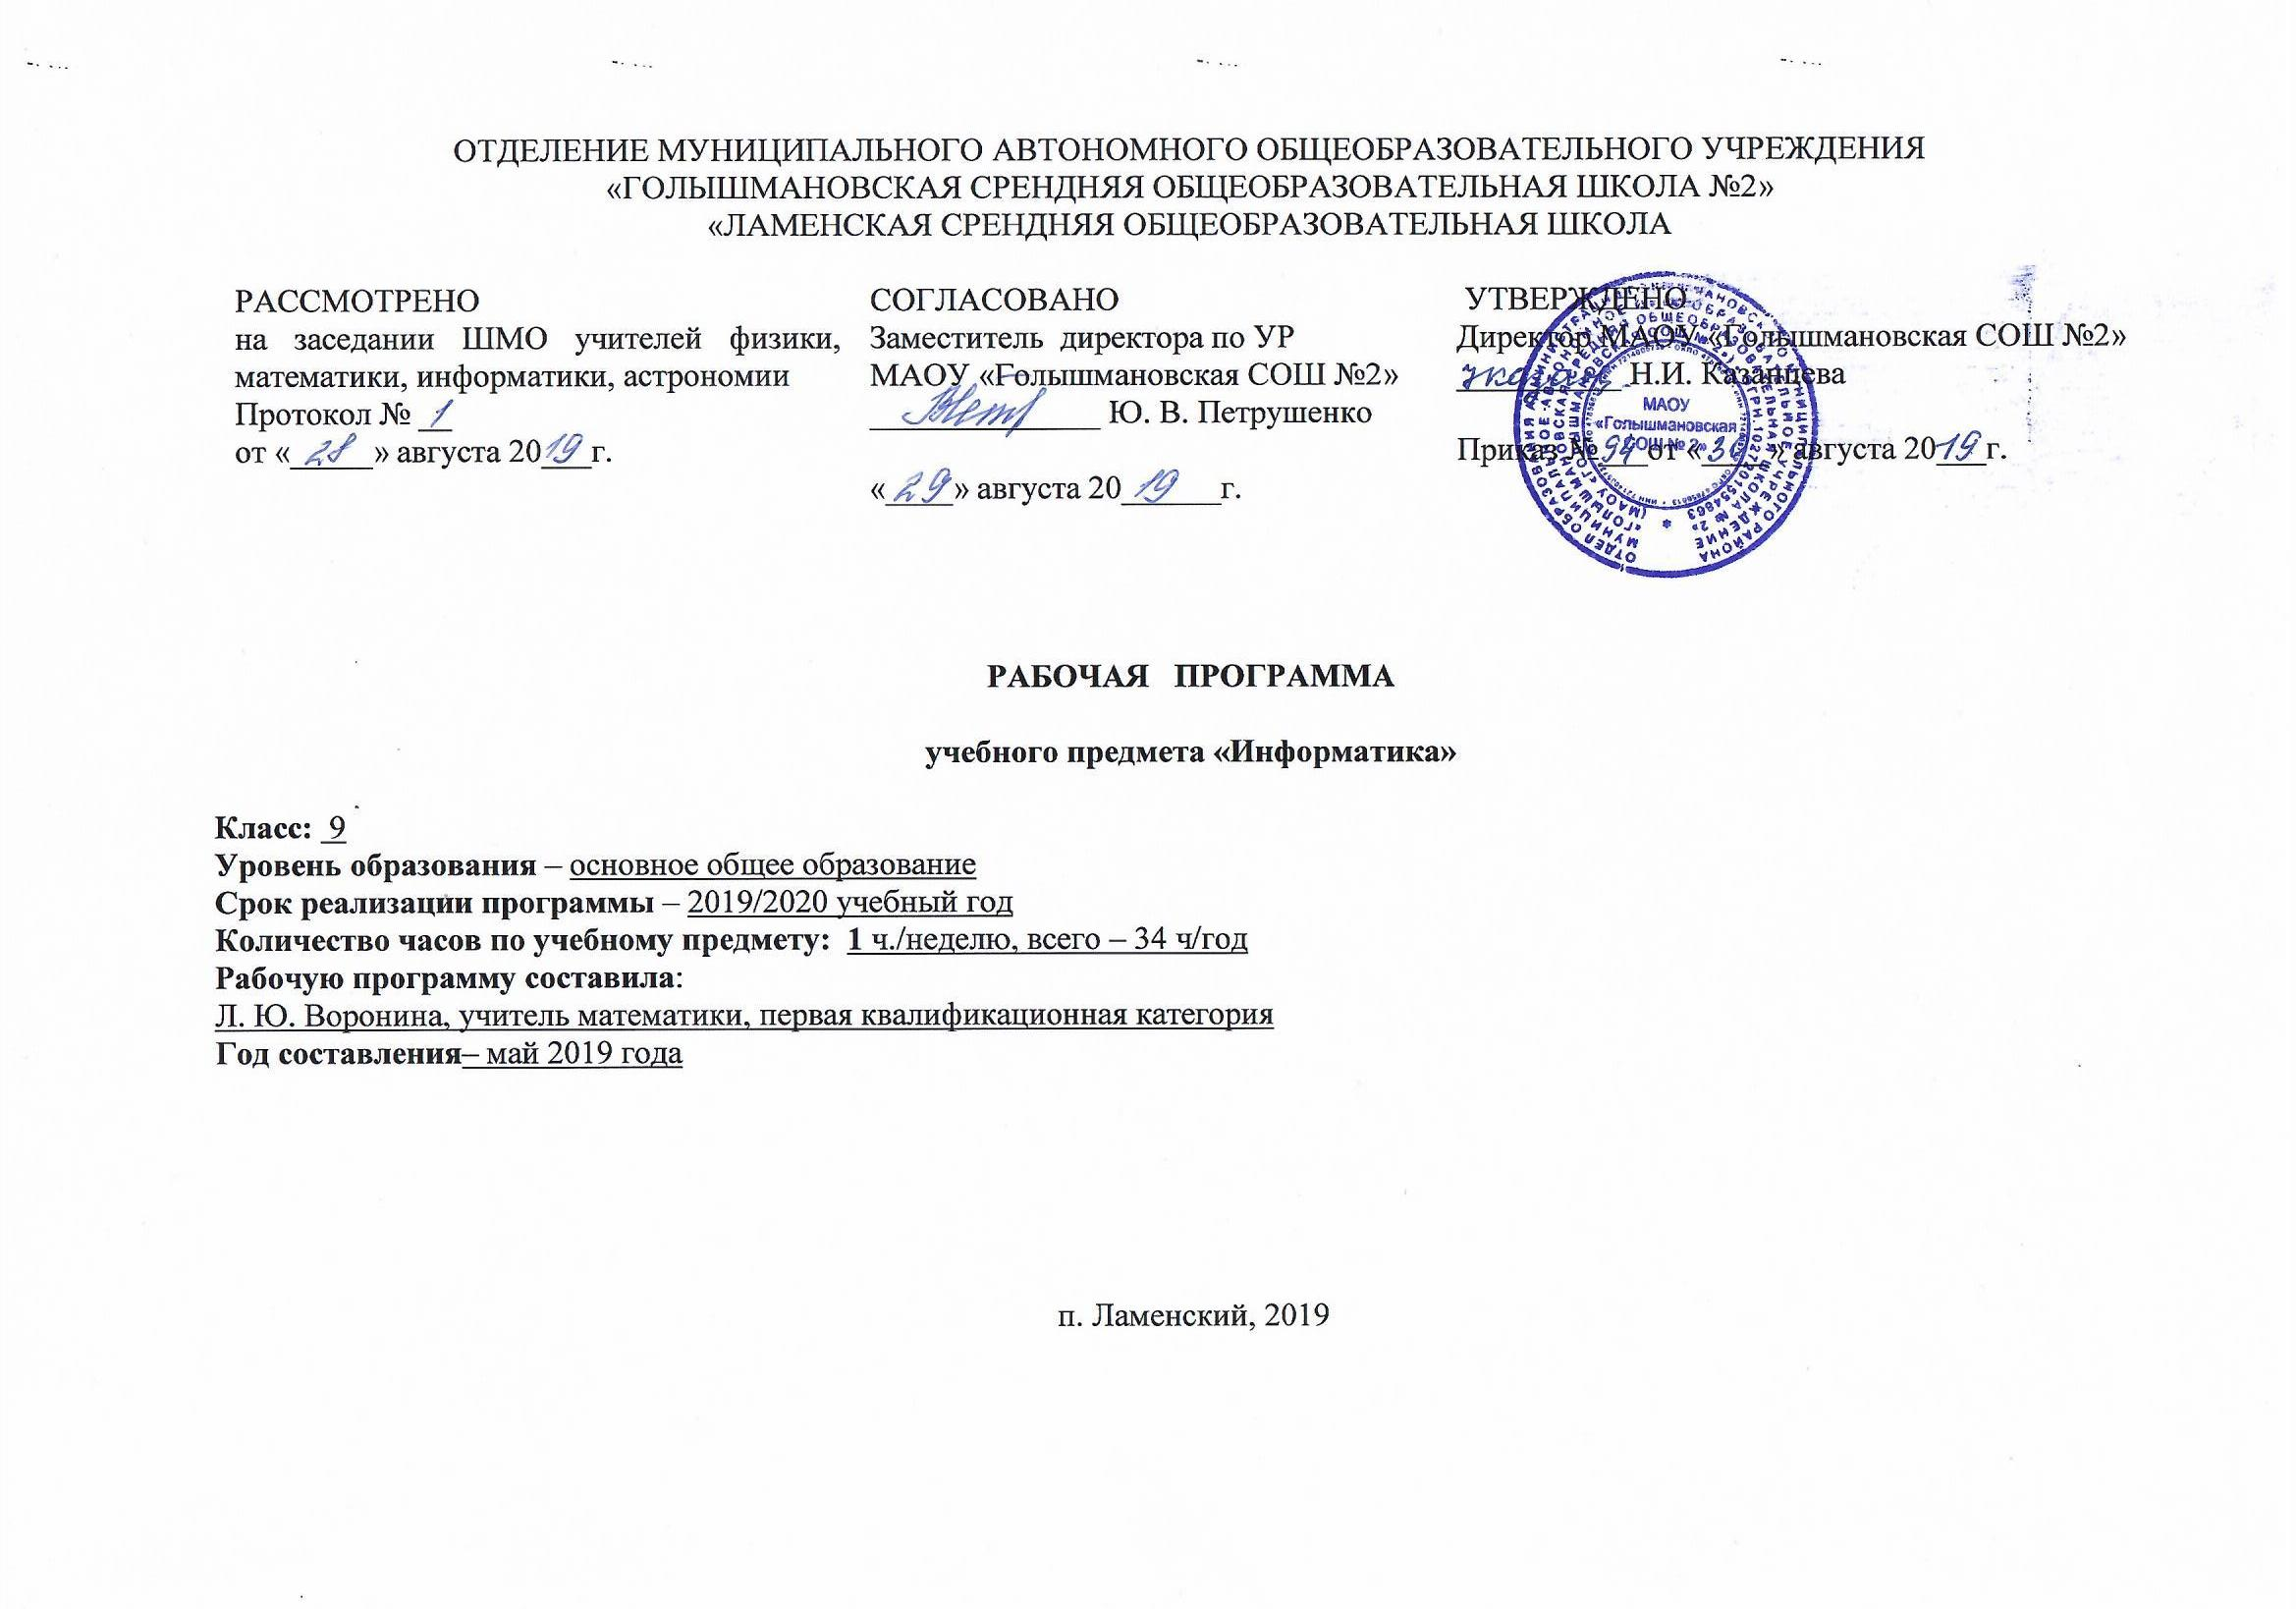 ОТДЕЛЕНИЕ МУНИЦИПАЛЬНОГО АВТОНОМНОГО ОБЩЕОБРАЗОВАТЕЛЬНОГО УЧРЕЖДЕНИЯ
«ГОЛЫШМАНОВСКАЯ СРЕНДНЯЯ ОБЩЕОБРАЗОВАТЕЛЬНАЯ ШКОЛА №2»
«ЛАМЕНСКАЯ СРЕНДНЯЯ ОБЩЕОБРАЗОВАТЕЛЬНАЯ ШКОЛА
РАССМОТРЕНО
на заседании ШМО учителей физики,
математики, информатики, астрономии
Протокол № 1
от «28» августа 2019г.
СОГЛАСОВАНО
Заместитель директора по УР
МАОУ «Голышмановская СОШ №2»
Ю. В. Петрушенко
«29» августа 2019г.
УТВЕРЖДЕНО
Директор МАОУ «Голышмановская СОШ №2»
Н.И. Казанцева
Приказ № 94 от «30» августа 2019г.
МАОУ
«Голышмановская
СОШ № 2»
РАБОЧАЯ ПРОГРАММА
учебного предмета «Информатика»
Класс: 9
Уровень образования – основное общее образование
Срок реализации программы – 2019/2020 учебный год
Количество часов по учебному предмету: 1 ч./неделю, всего – 34 ч/год
Рабочую программу составила:
Л. Ю. Воронина, учитель математики, первая квалификационная категория
Год составления– май 2019 года
п. Ламенский, 2019